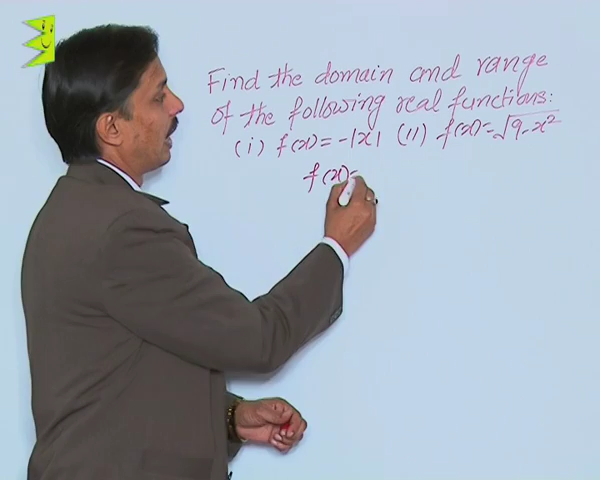 Find the domain and range
of the following real functions:
(i) f(x) = -|x| (II) f(x) = √9-x²
f(x)=